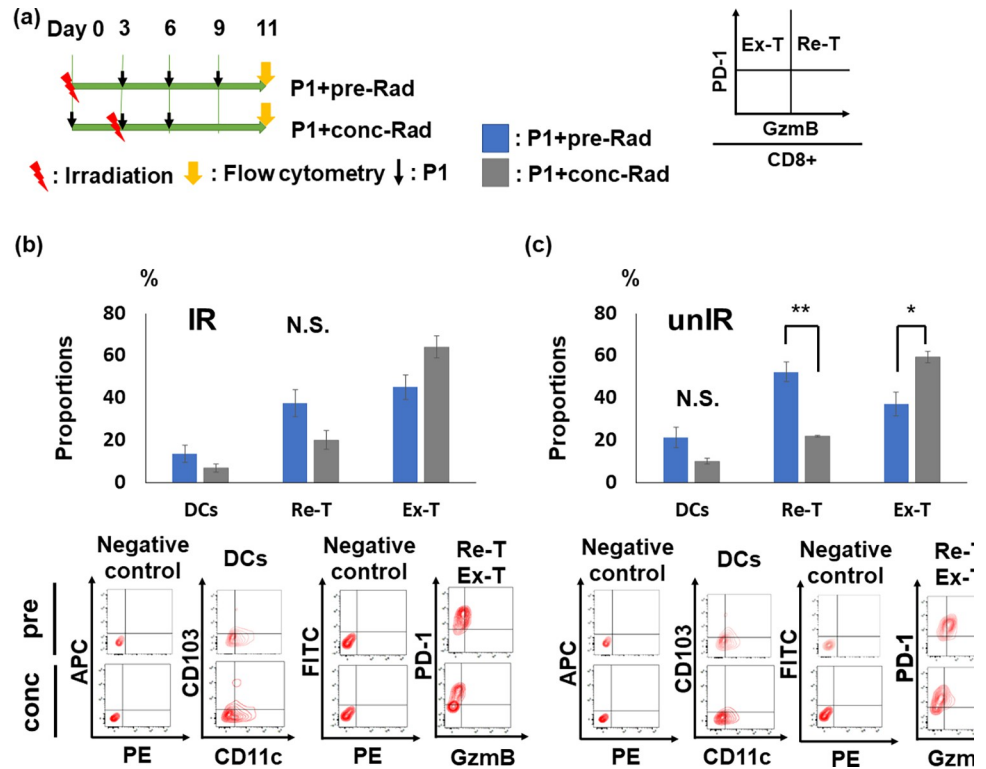 (a)
Day 0 3 6 9 11
P1+pre-Rad
P1+conc-Rad
: Irradiation : Flow cytometry : P1
: P1+pre-Rad
: P1+conc-Rad
PD-1
Ex-T Re-T
GzmB
CD8+
(b)
%
IR
N.S.
Proportions
80
60
40
20
0
DCs Re-T Ex-T
Negative control
DCs
Negative control
Re-T
Ex-T
pre
conc
APC
CD103
FITC
PD-1
PE
CD11c
PE
GzmB
(c)
%
unIR
N.S.
**
*
Proportions
80
60
40
20
0
DCs Re-T Ex-T
Negative control
DCs
Negative control
Re-T
Ex-T
APC
CD103
FITC
PD-1
PE
CD11c
PE
GzmB